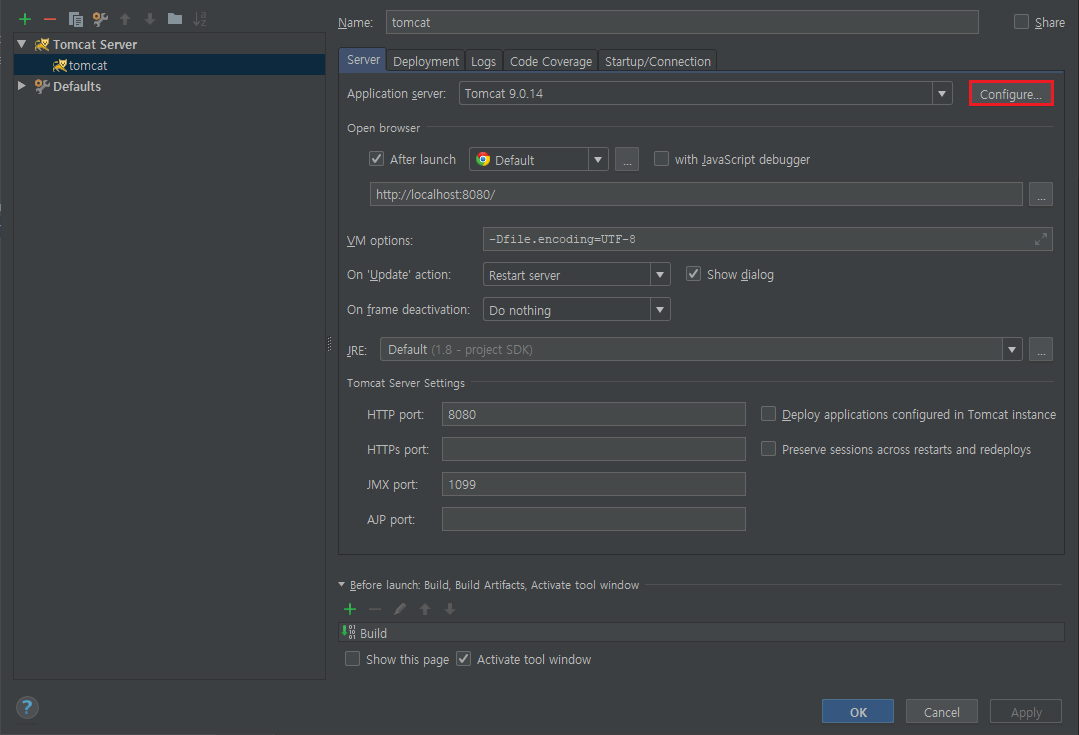 Name: tomcat Share
Tomcat Server
tomcat
Defaults
Server Deployment Logs Code Coverage Startup/Connection
Application server: Tomcat 9.0.14 Configure...
Open browser
After launch Default ... with JavaScript debugger
http://localhost:8080/ ...
VM options: -Dfile.encoding=UTF-8
On 'Update' action: Restart server Show dialog
On frame deactivation: Do nothing
JRE: Default (1.8 - project SDK) ...
Tomcat Server Settings
HTTP port: 8080 Deploy applications configured in Tomcat instance
HTTPs port: Preserve sessions across restarts and redeploys
JMX port: 1099
AJP port:
Before launch: Build, Build Artifacts, Activate tool window
Build
Show this page Activate tool window
? OK Cancel Apply